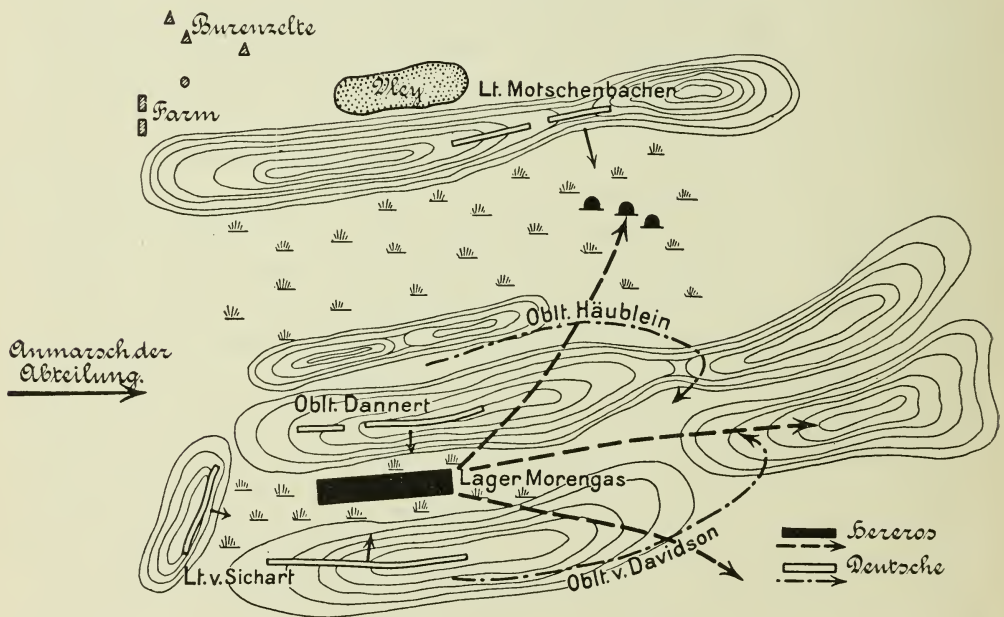 Burenzelte
Vley
Lt. Motschenbacher
Farm
Oblt. Häublein
Anmarsch der
Abteilung.
Oblt. Dannert
Lager Morengas
Lt. v. Sichart
Oblt. v. Davidson
Hereros
Deutsche